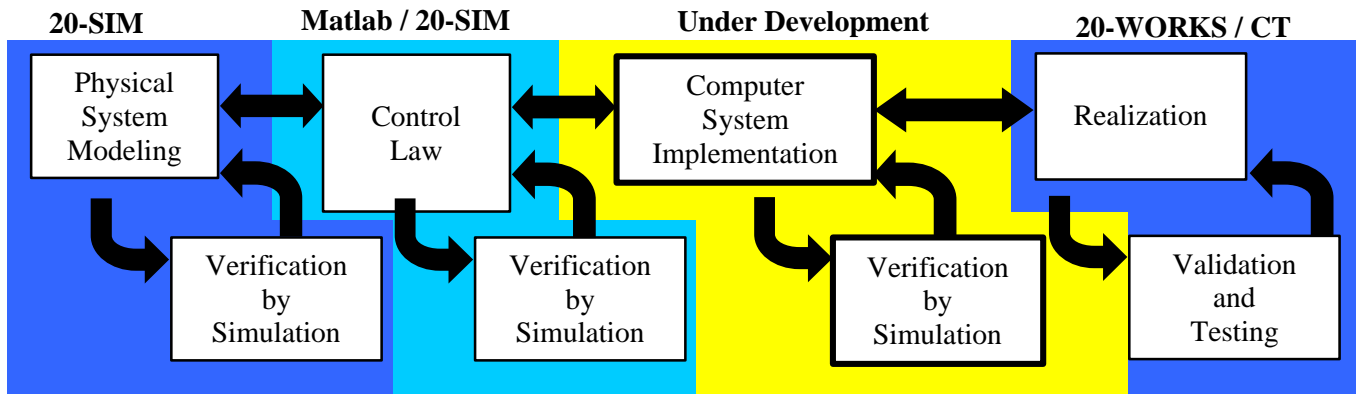 20-SIM
Matlab / 20-SIM
Under Development
20-WORKS / CT
Physical
System
Modeling
Control
Law
Computer
System
Implementation
Realization
Verification
by
Simulation
Verification
by
Simulation
Verification
by
Simulation
Validation
and
Testing